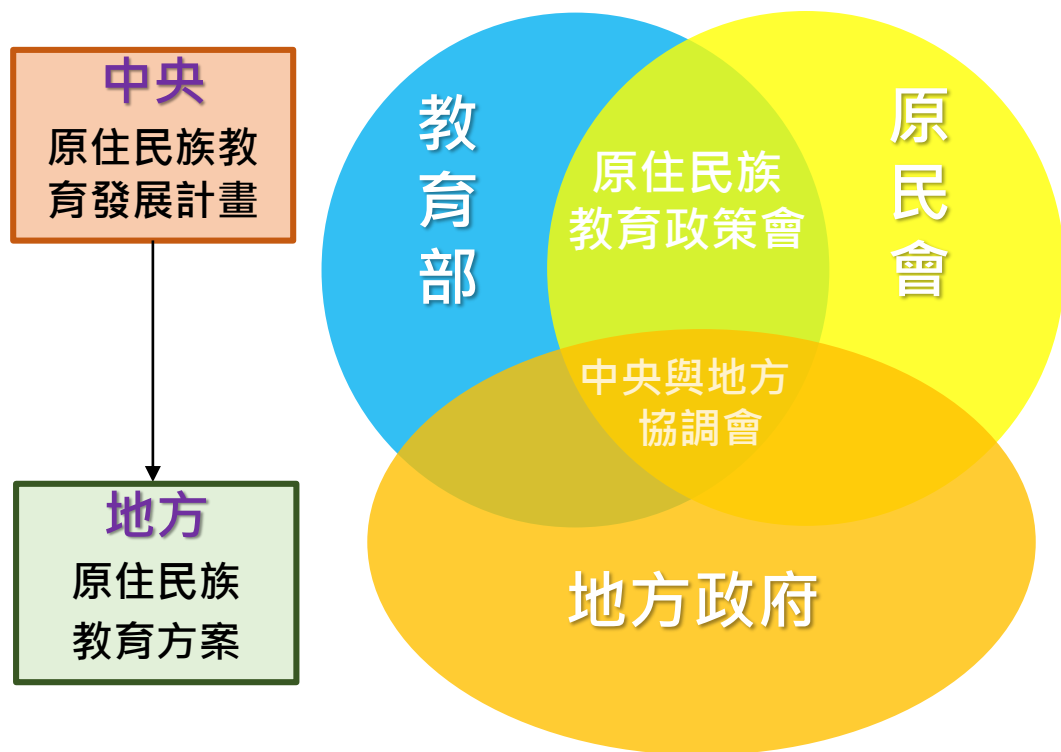 中央
原住民族教
育發展計畫
地方
原住民族
教育方案
教育部
原民會
原住民族
教育政策會
中央與地方
協調會
地方政府